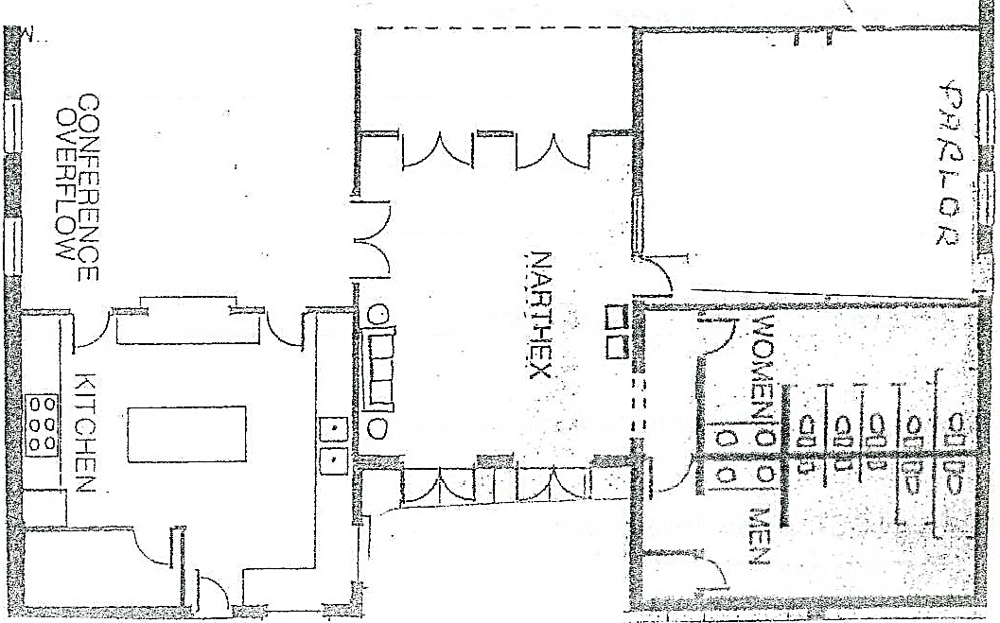 CONFERENCE
OVERFLOW
PARLOR
NARTHEX
KITCHEN
WOMEN
MEN